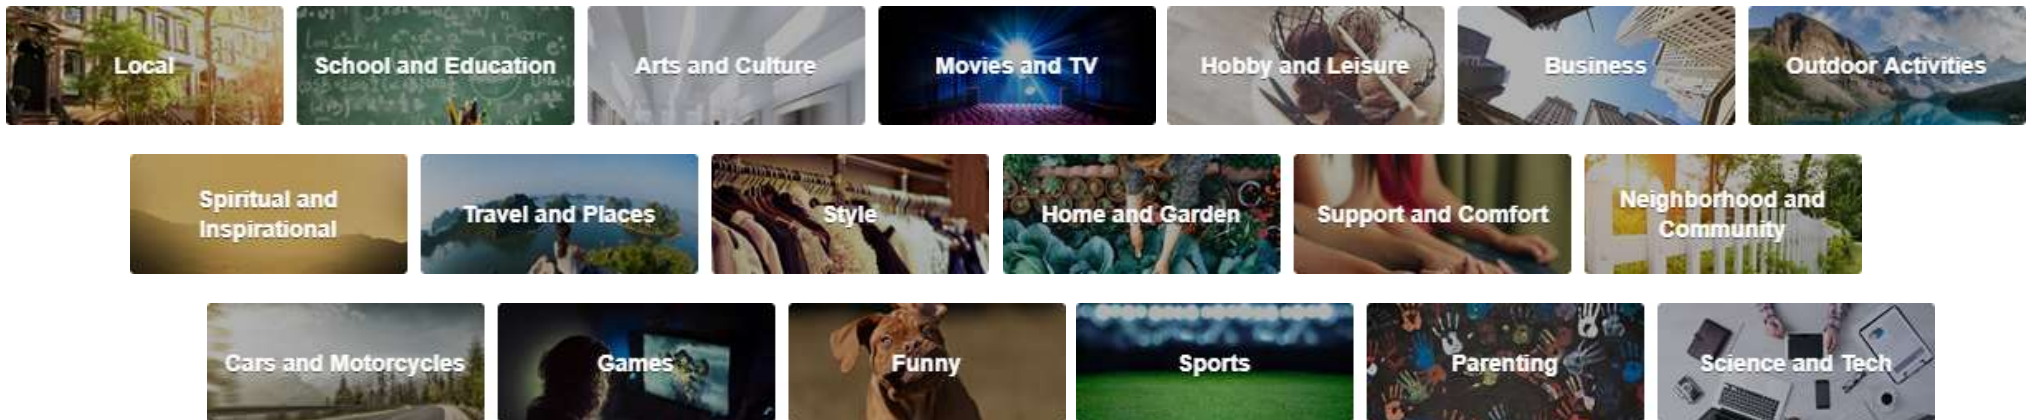 Local
School and Education
Arts and Culture
Movies and TV
Hobby and Leisure
Business
Outdoor Activities
Spiritual and
Inspirational
Travel and Places
Style
Home and Garden
Support and Comfort
Neighborhood and
Community
Cars and Motorcycles
Games
Funny
Sports
Parenting
Science and Tech